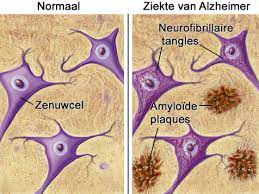 Normaal
Ziekte van Alzheimer
Neurofibrillaire
tangles
Zenuwcel
Amyloïde
plaques